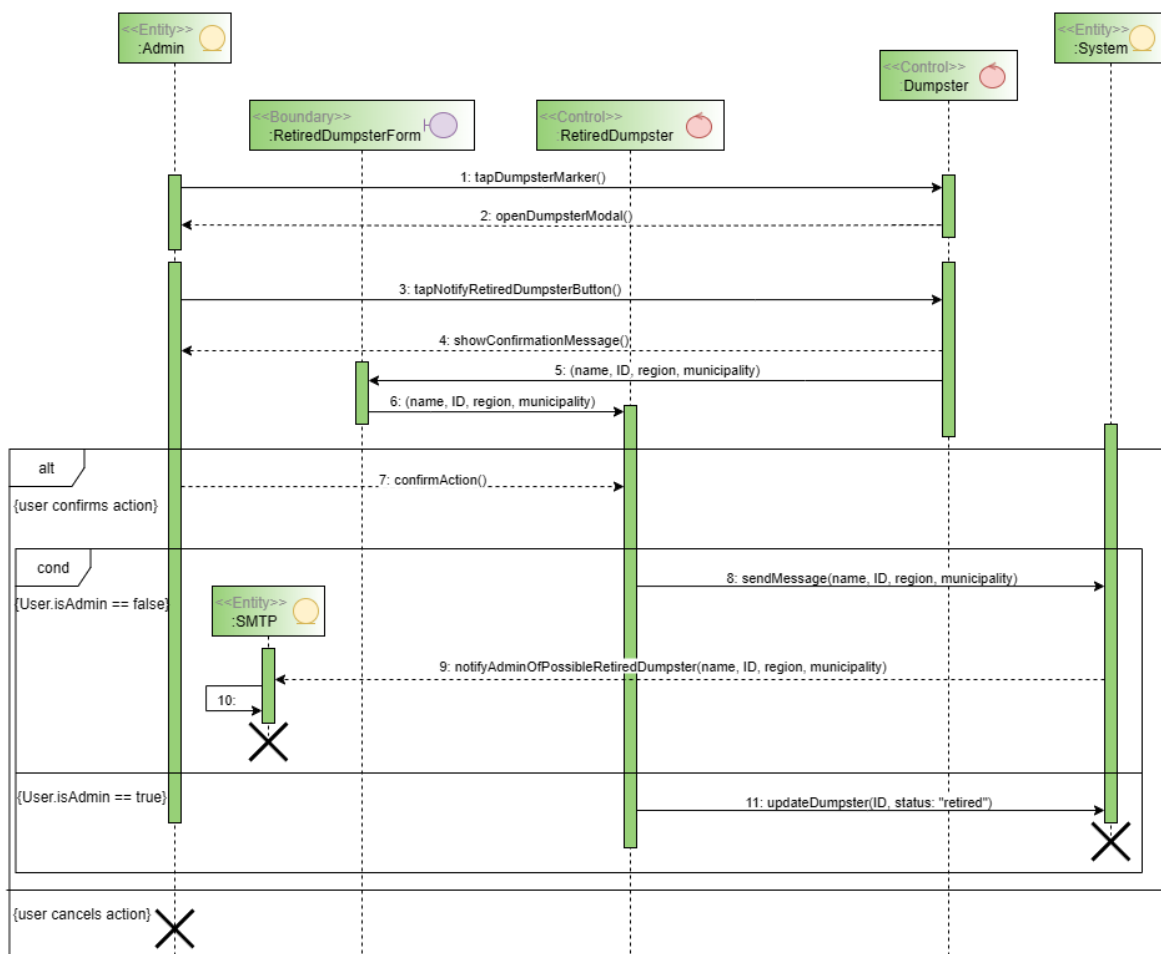 <<Entity>>
:Admin
<<Entity>>
:System
<<Control>>
:Dumpster
<<Boundary>>
:RetiredDumpsterForm
<<Control>>
:RetiredDumpster
1: tapDumpsterMarker()
2: openDumpsterModal()
3: tapNotifyRetiredDumpsterButton()
4: showConfirmationMessage()
5: (name, ID, region, municipality)
6: (name, ID, region, municipality)
alt
7: confirmAction()
{user confirms action}
cond
8: sendMessage(name, ID, region, municipality)
{User.isAdmin == false}
<<Entity>>
:SMTP
9: notifyAdminOfPossibleRetiredDumpster(name, ID, region, municipality)
10:
{User.isAdmin == true}
11: updateDumpster(ID, status: "retired")
{user cancels action}